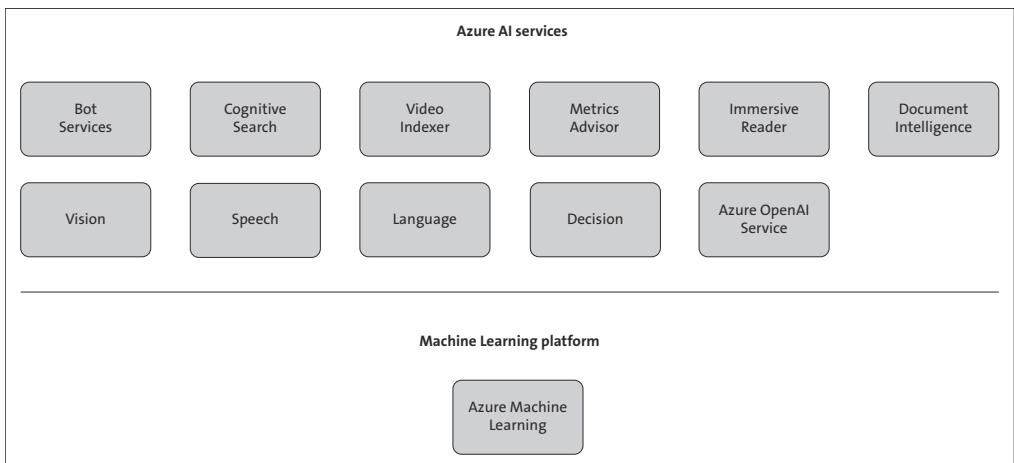 Azure AI services
Bot
Services
Cognitive
Search
Video
Indexer
Metrics
Advisor
Immersive
Reader
Document
Intelligence
Vision
Speech
Language
Decision
Azure OpenAI
Service
Machine Learning platform
Azure Machine
Learning